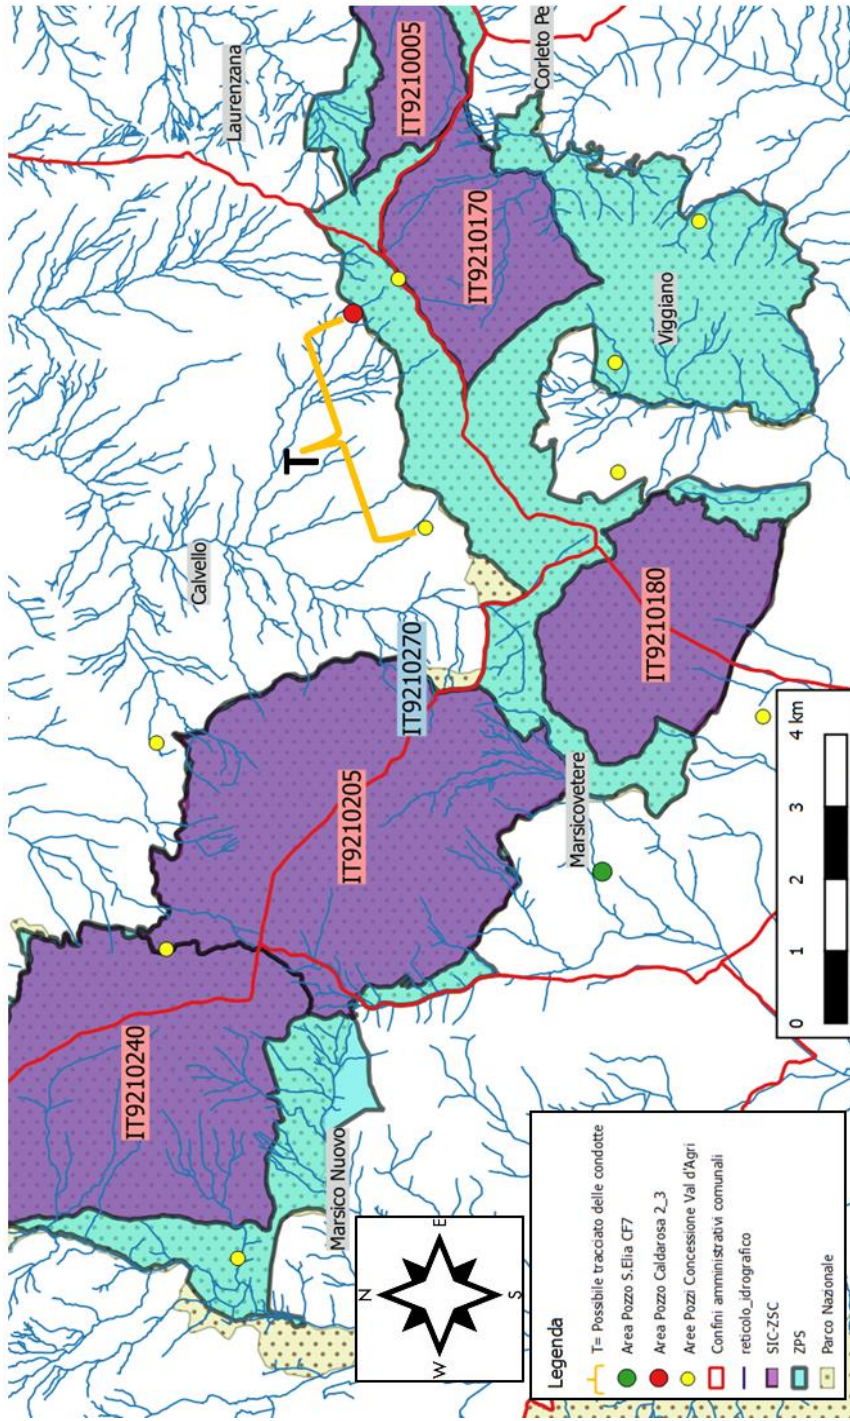 Laurenzana
Corleto Pe
IT9210005
IT9210170
Viggiano
T
Calvello
IT9210270
IT9210180
IT9210205
Marsicovetere
IT9210240
Marsico Nuovo
N
W
E
S
0 1 2 3 4 km
Legenda
T= Possibile tracciato delle condotte
Area Pozzo S.Elia CF7
Area Pozzo Caldarosa 2_3
Aree Pozzi Concessione Val d'Agri
Confini amministrativi comunali
reticolo_idrografico
SIC-ZSC
ZPS
Parco Nazionale